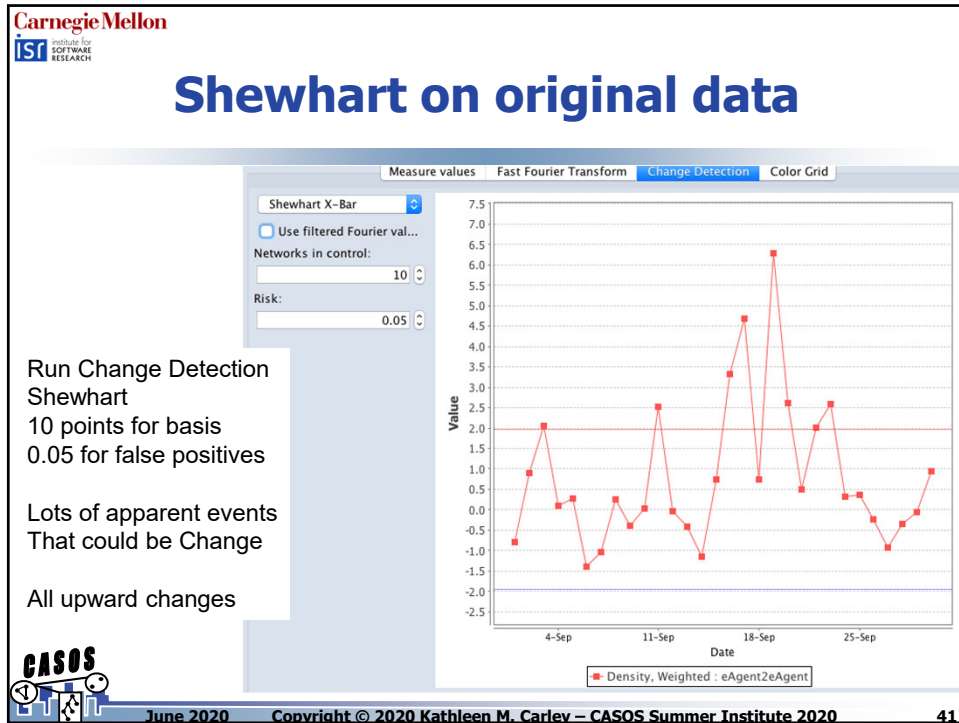 Carnegie Mellon
isr institute for
SOFTWARE
RESEARCH
Shewhart on original data
Measure values Fast Fourier Transform Change Detection Color Grid
Shewhart X-Bar
Use filtered Fourier val...
Networks in control:
10
Risk:
0.05
Run Change Detection
Shewhart
10 points for basis
0.05 for false positives
Lots of apparent events
That could be Change
All upward changes
7.5
7.0
6.5
6.0
5.5
5.0
4.5
4.0
3.5
3.0
2.5
2.0
1.5
1.0
0.5
0.0
-0.5
-1.0
-1.5
-2.0
-2.5
Value
4-Sep 11-Sep 18-Sep 25-Sep
Date
Density, Weighted : eAgent2eAgent
CASOS
June 2020 Copyright © 2020 Kathleen M. Carley – CASOS Summer Institute 2020 41